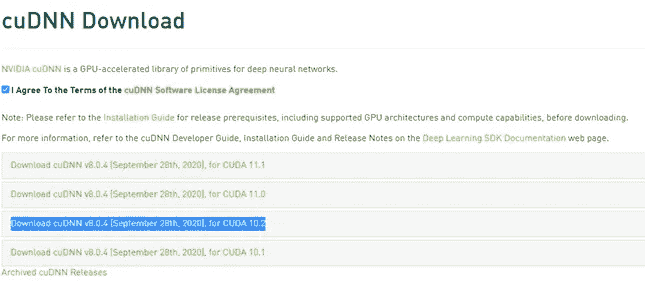 cuDNN Download
NVIDIA cuDNN is a GPU-accelerated library of primitives for deep neural networks.
I Agree To the Terms of the cuDNN Software License Agreement
Note: Please refer to the Installation Guide for release prerequisites, including supported GPU architectures and compute capabilities, before downloading.
For more information, refer to the cuDNN Developer Guide, Installation Guide and Release Notes on the Deep Learning SDK Documentation web page.
Download cuDNN v8.0.4 [September 28th, 2020], for CUDA 11.1
Download cuDNN v8.0.4 [September 28th, 2020], for CUDA 11.0
Download cuDNN v8.0.4 [September 28th, 2020], for CUDA 10.2
Download cuDNN v8.0.4 [September 28th, 2020], for CUDA 10.1
Archived cuDNN Releases